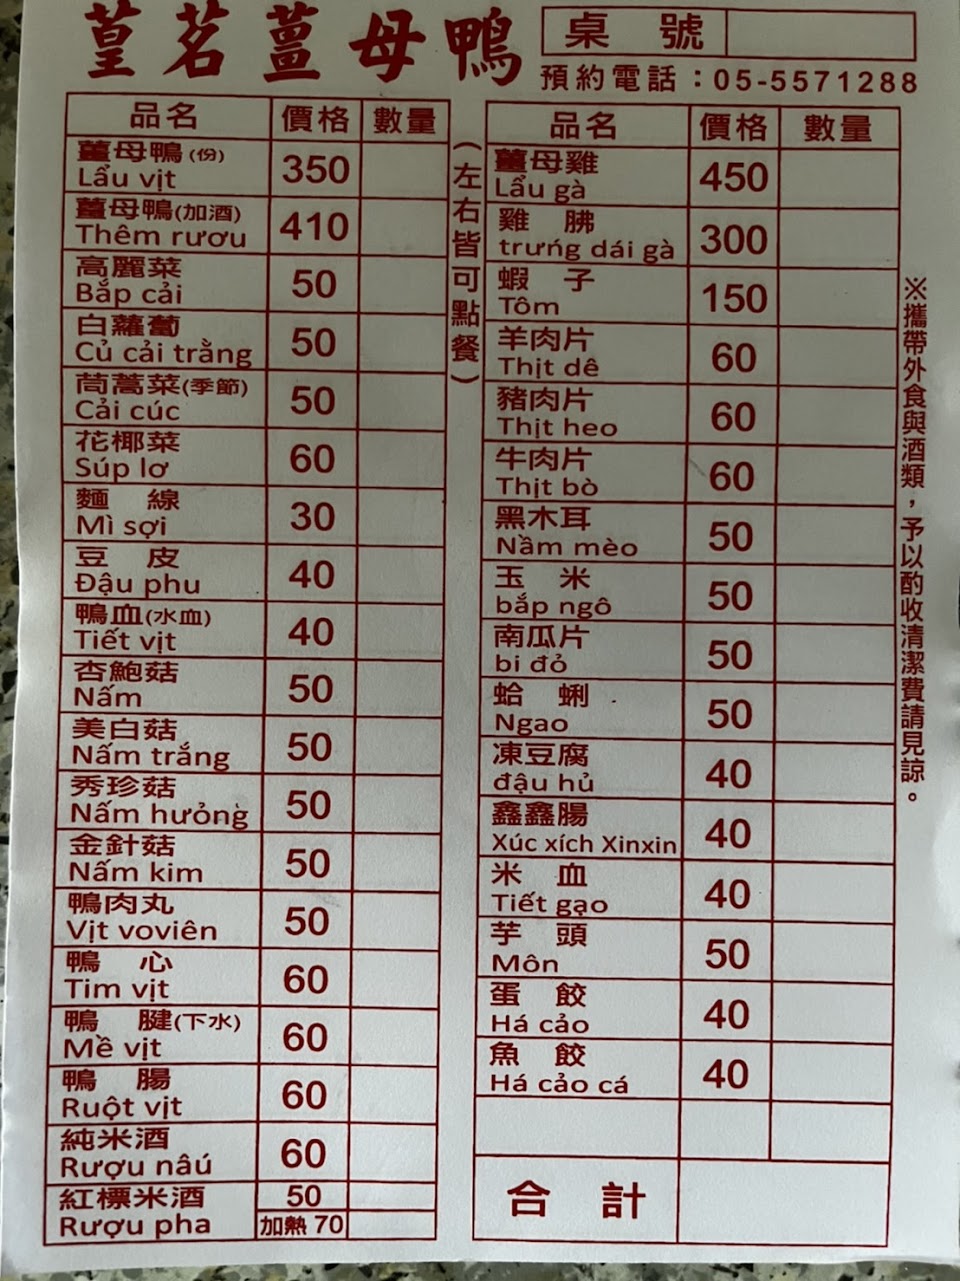 萱茗薑母鴨
桌 號
預約電話：05-5571288
品名 價格 數量
薑母鴨(份) 350
Lẩu vịt
薑母鴨(加酒) 410
Thêm rươu
高麗菜 50
Bắp cải
白蘿蔔 50
Củ cải trằng
茼蒿菜(季節) 50
Cải cúc
花椰菜 60
Súp lơ
麵 線 30
Mì sợi
豆 皮 40
Đậu phu
鴨血(水血) 40
Tiết vịt
杏鮑菇 50
Nấm
美白菇 50
Nấm trắng
秀珍菇 50
Nấm hưởng
金針菇 50
Nấm kim
鴨肉丸 50
Vịt voviên
鴨 心 60
Tim vịt
鴨 腱(下水) 60
Mề vịt
鴨 腸 60
Ruột vịt
純米酒 60
Rượu nấu
紅標米酒 50
Rượu pha 加熱 70
（左右皆可點餐）
品名 價格 數量
薑母雞 450
Lẩu gà
雞 胇 300
trưńg dái gà
蝦 子 150
Tôm
羊肉片 60
Thịt dê
豬肉片 60
Thịt heo
牛肉片 60
Thịt bò
黑木耳 50
Nầm mèo
玉 米 50
bắp ngô
南瓜片 50
bi đỏ
蛤 蜊 50
Ngao
凍豆腐 40
đậu hủ
鑫鑫腸 40
Xúc xích Xinxin
米 血 40
Tiết gạo
芋 頭 50
Môn
蛋 餃 40
Há cảo
魚 餃 40
Há cảo cá
合 計
※攜帶外食與酒類，予以酌收清潔費請見諒。